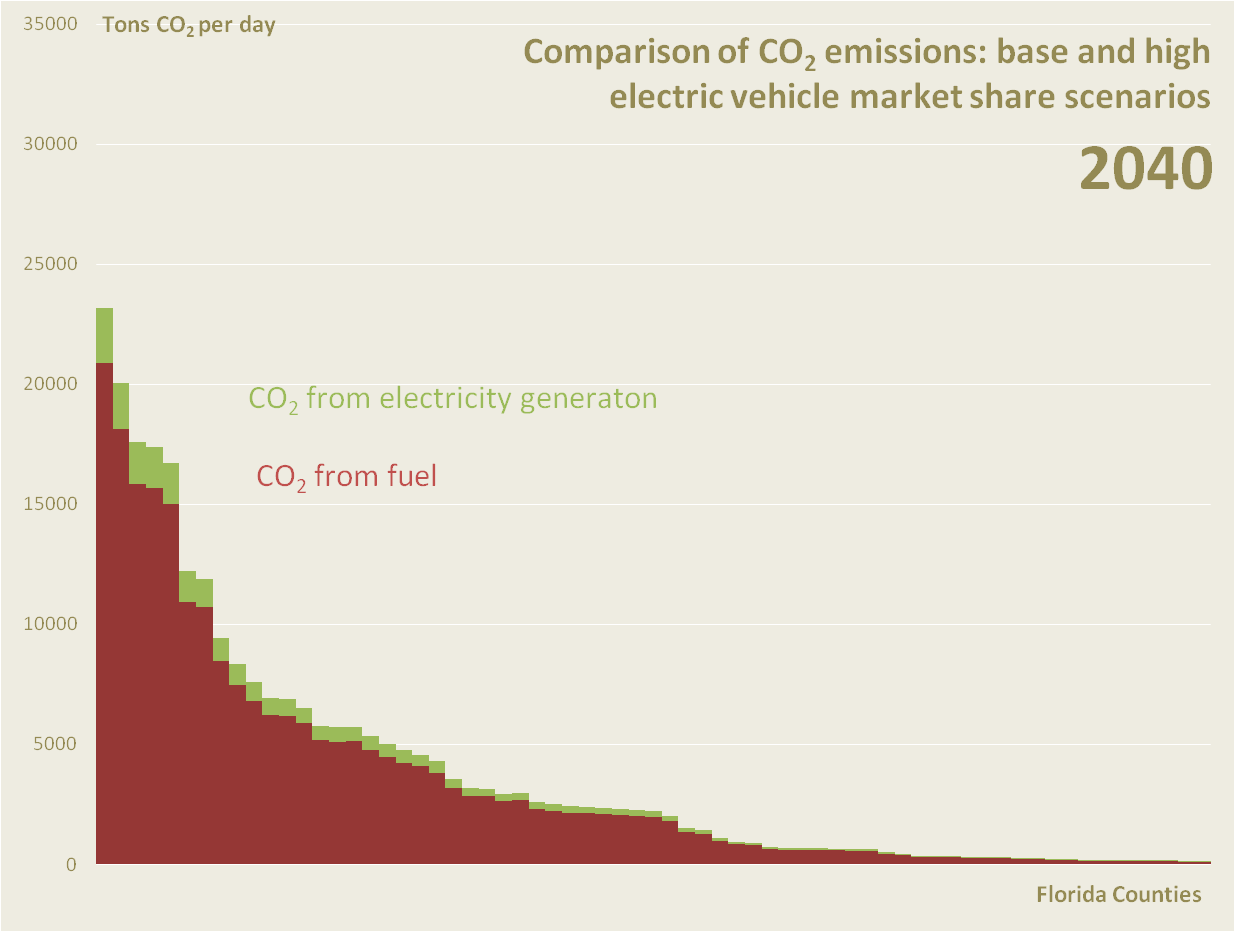 35000
Tons CO₂ per day
Comparison of CO₂ emissions: base and high
electric vehicle market share scenarios
30000
2040
25000
20000
CO₂ from electricity generaton
CO₂ from fuel
15000
10000
5000
0
Florida Counties